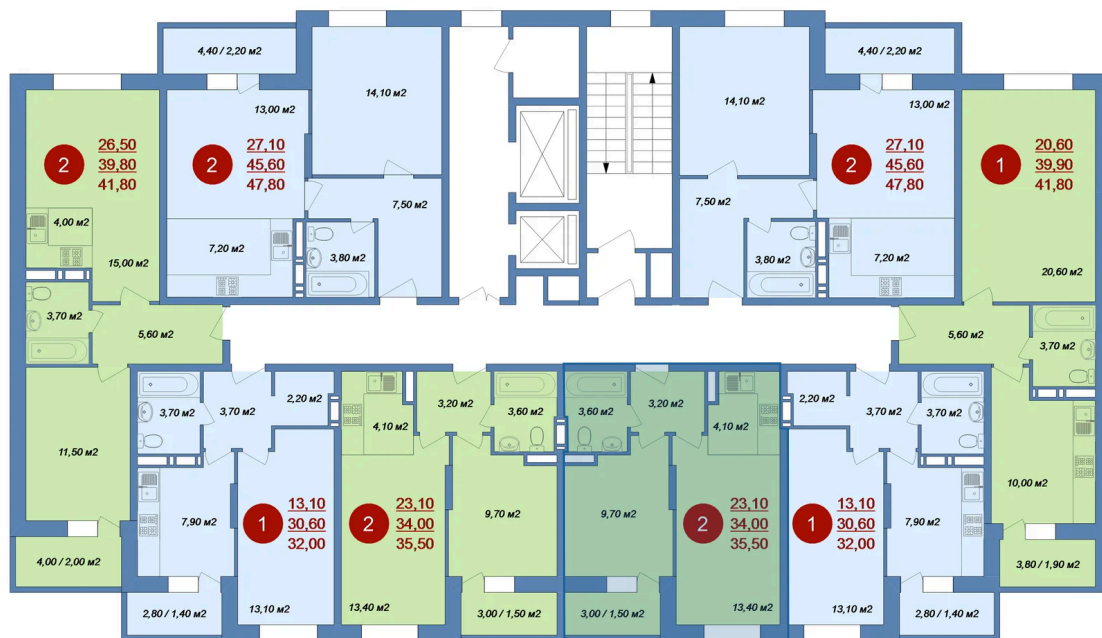 4,40 / 2,20 м2
14,10 м2
13,00 м2
2
26,50
39,80
41,80
4,00 м2
15,00 м2
2
27,10
45,60
47,80
7,20 м2
7,50 м2
3,80 м2
3,70 м2
5,60 м2
11,50 м2
4,00 / 2,00 м2
4,40 / 2,20 м2
14,10 м2
13,00 м2
2
27,10
45,60
47,80
7,50 м2
3,80 м2
7,20 м2
1
20,60
39,90
41,80
20,60 м2
5,60 м2
3,70 м2
10,00 м2
3,80 / 1,90 м2
3,70 м2
3,70 м2
2,20 м2
7,90 м2
1
13,10
30,60
32,00
13,10 м2
2,80 / 1,40 м2
4,10 м2
3,20 м2
3,60 м2
2
23,10
34,00
35,50
9,70 м2
13,40 м2
3,00 / 1,50 м2
3,60 м2
3,20 м2
4,10 м2
9,70 м2
2
23,10
34,00
35,50
3,00 / 1,50 м2
13,40 м2
2,20 м2
3,70 м2
3,70 м2
1
13,10
30,60
32,00
7,90 м2
13,10 м2
2,80 / 1,40 м2